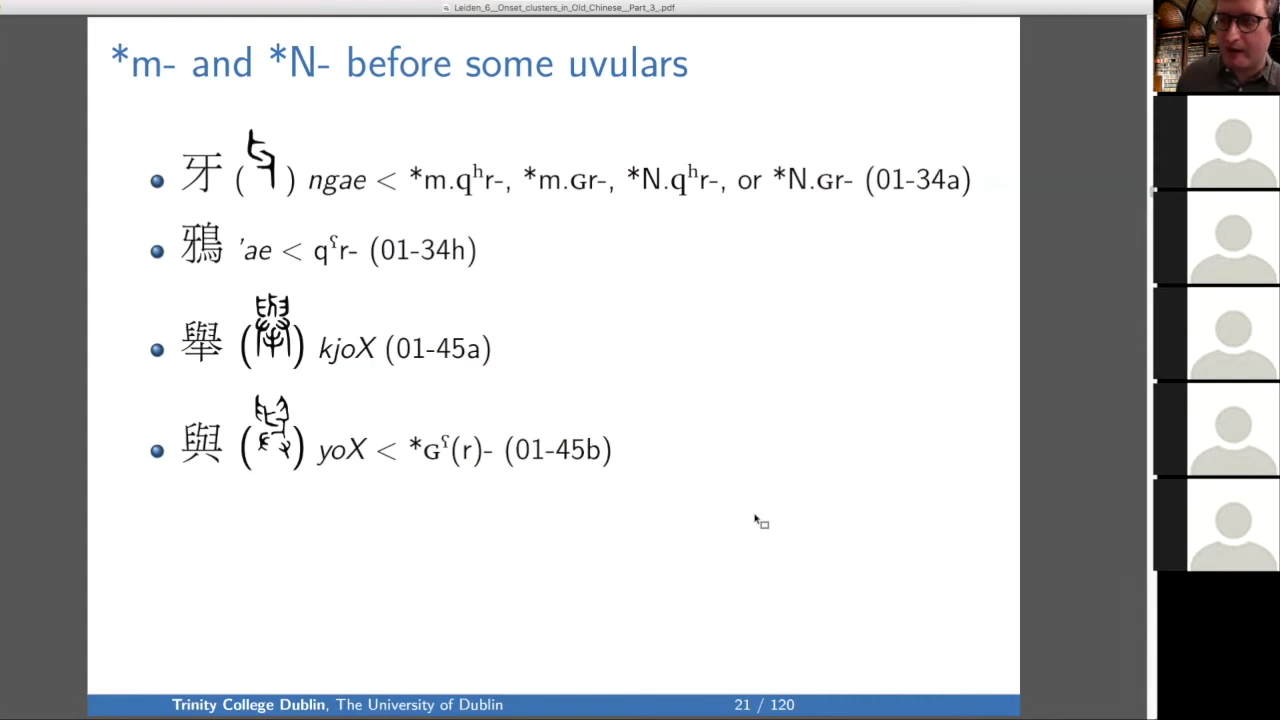 Leiden_6__Onset_clusters_in_Old_Chinese__Part_3_.pdf
*m- and *N- before some uvulars
牙 ( ) ngae < *m.qʰr-, *m.ɢr-, *N.qʰr-, or *N.ɢr- (01-34a)
鴉 'ae < qˤr- (01-34h)
舉 ( ) kjoX (01-45a)
與 ( ) yoX < *ɢˤ(r)- (01-45b)
Trinity College Dublin, The University of Dublin 21 / 120